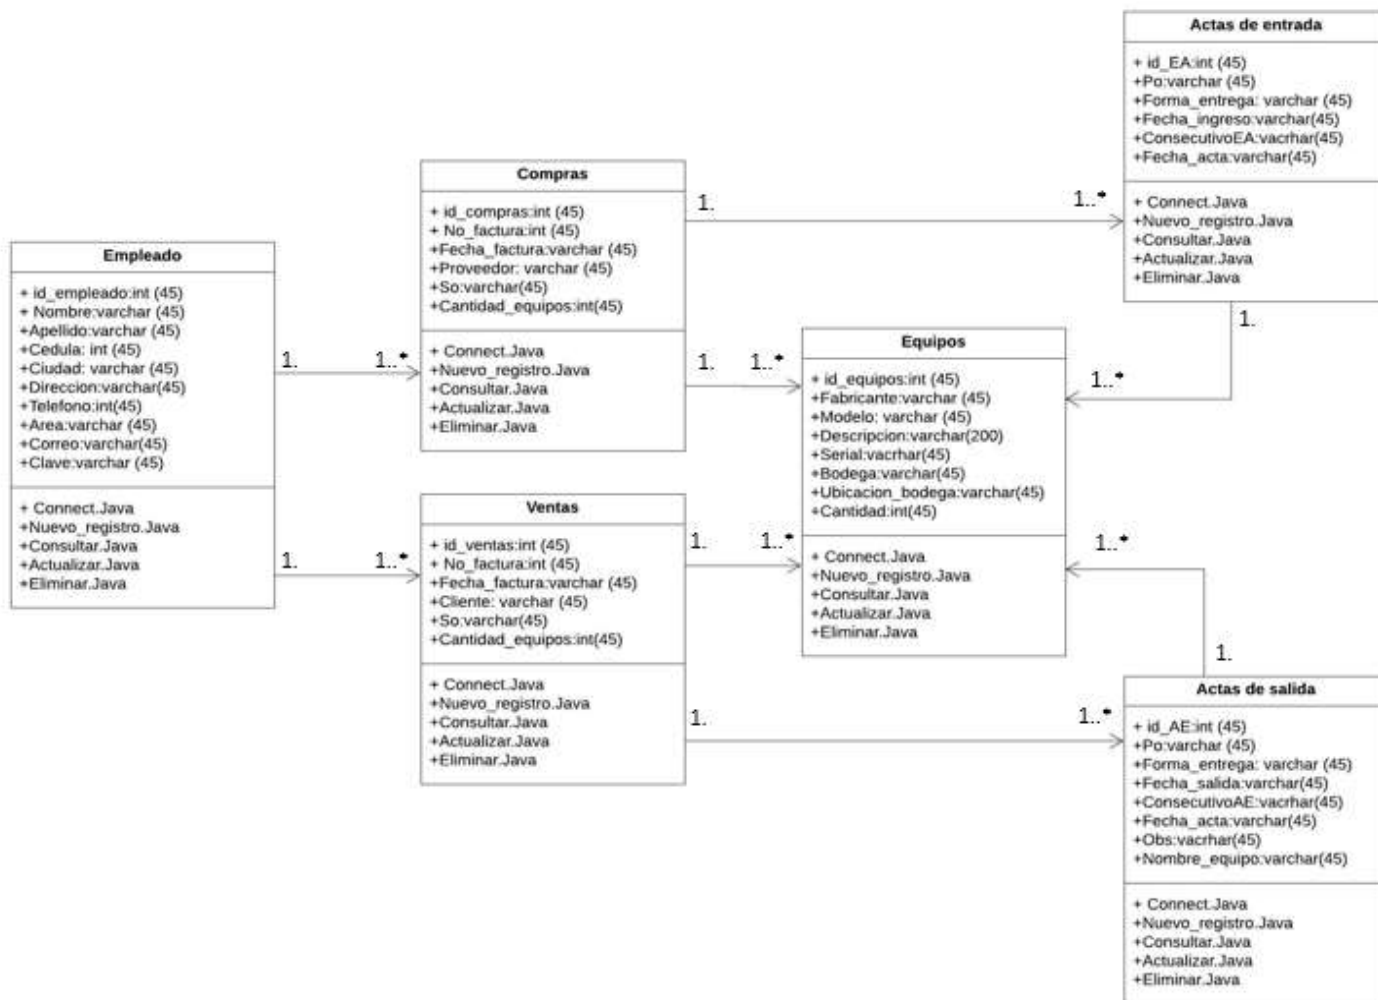 Empleado
+ id_empleado:int (45)
+ Nombre:varchar (45)
+Apellido:varchar (45)
+Cedula: int (45)
+Ciudad: varchar (45)
+Direccion:varchar(45)
+Telefono:int(45)
+Area:varchar (45)
+Correo:varchar(45)
+Clave:varchar (45)
+ Connect.Java
+Nuevo_registro.Java
+Consultar.Java
+Actualizar.Java
+Eliminar.Java
1.
1..*
1.
1..*
Compras
+ id_compras:int (45)
+ No_factura:int (45)
+Fecha_factura:varchar (45)
+Proveedor: varchar (45)
+So:varchar(45)
+Cantidad_equipos:int(45)
+ Connect.Java
+Nuevo_registro.Java
+Consultar.Java
+Actualizar.Java
+Eliminar.Java
1.
1..*
1.
1..*
Ventas
+ id_ventas:int (45)
+ No_factura:int (45)
+Fecha_factura:varchar (45)
+Cliente: varchar (45)
+So:varchar(45)
+Cantidad_equipos:int(45)
+ Connect.Java
+Nuevo_registro.Java
+Consultar.Java
+Actualizar.Java
+Eliminar.Java
1.
1..*
1.
1..*
Equipos
+ id_equipos:int (45)
+Fabricante:varchar (45)
+Modelo: varchar (45)
+Descripcion:varchar(200)
+Serial:vacrhar(45)
+Bodega:varchar(45)
+Ubicacion_bodega:varchar(45)
+Cantidad:int(45)
+ Connect.Java
+Nuevo_registro.Java
+Consultar.Java
+Actualizar.Java
+Eliminar.Java
Actas de entrada
+ id_EA:int (45)
+Po:varchar (45)
+Forma_entrega: varchar (45)
+Fecha_ingreso:varchar(45)
+ConsecutivoEA:vacrhar(45)
+Fecha_acta:varchar(45)
+ Connect.Java
+Nuevo_registro.Java
+Consultar.Java
+Actualizar.Java
+Eliminar.Java
1.
1..*
1..*
1.
Actas de salida
+ id_AE:int (45)
+Po:varchar (45)
+Forma_entrega: varchar (45)
+Fecha_salida:varchar(45)
+ConsecutivoAE:vacrhar(45)
+Fecha_acta:varchar(45)
+Obs:vacrhar(45)
+Nombre_equipo:varchar(45)
+ Connect.Java
+Nuevo_registro.Java
+Consultar.Java
+Actualizar.Java
+Eliminar.Java